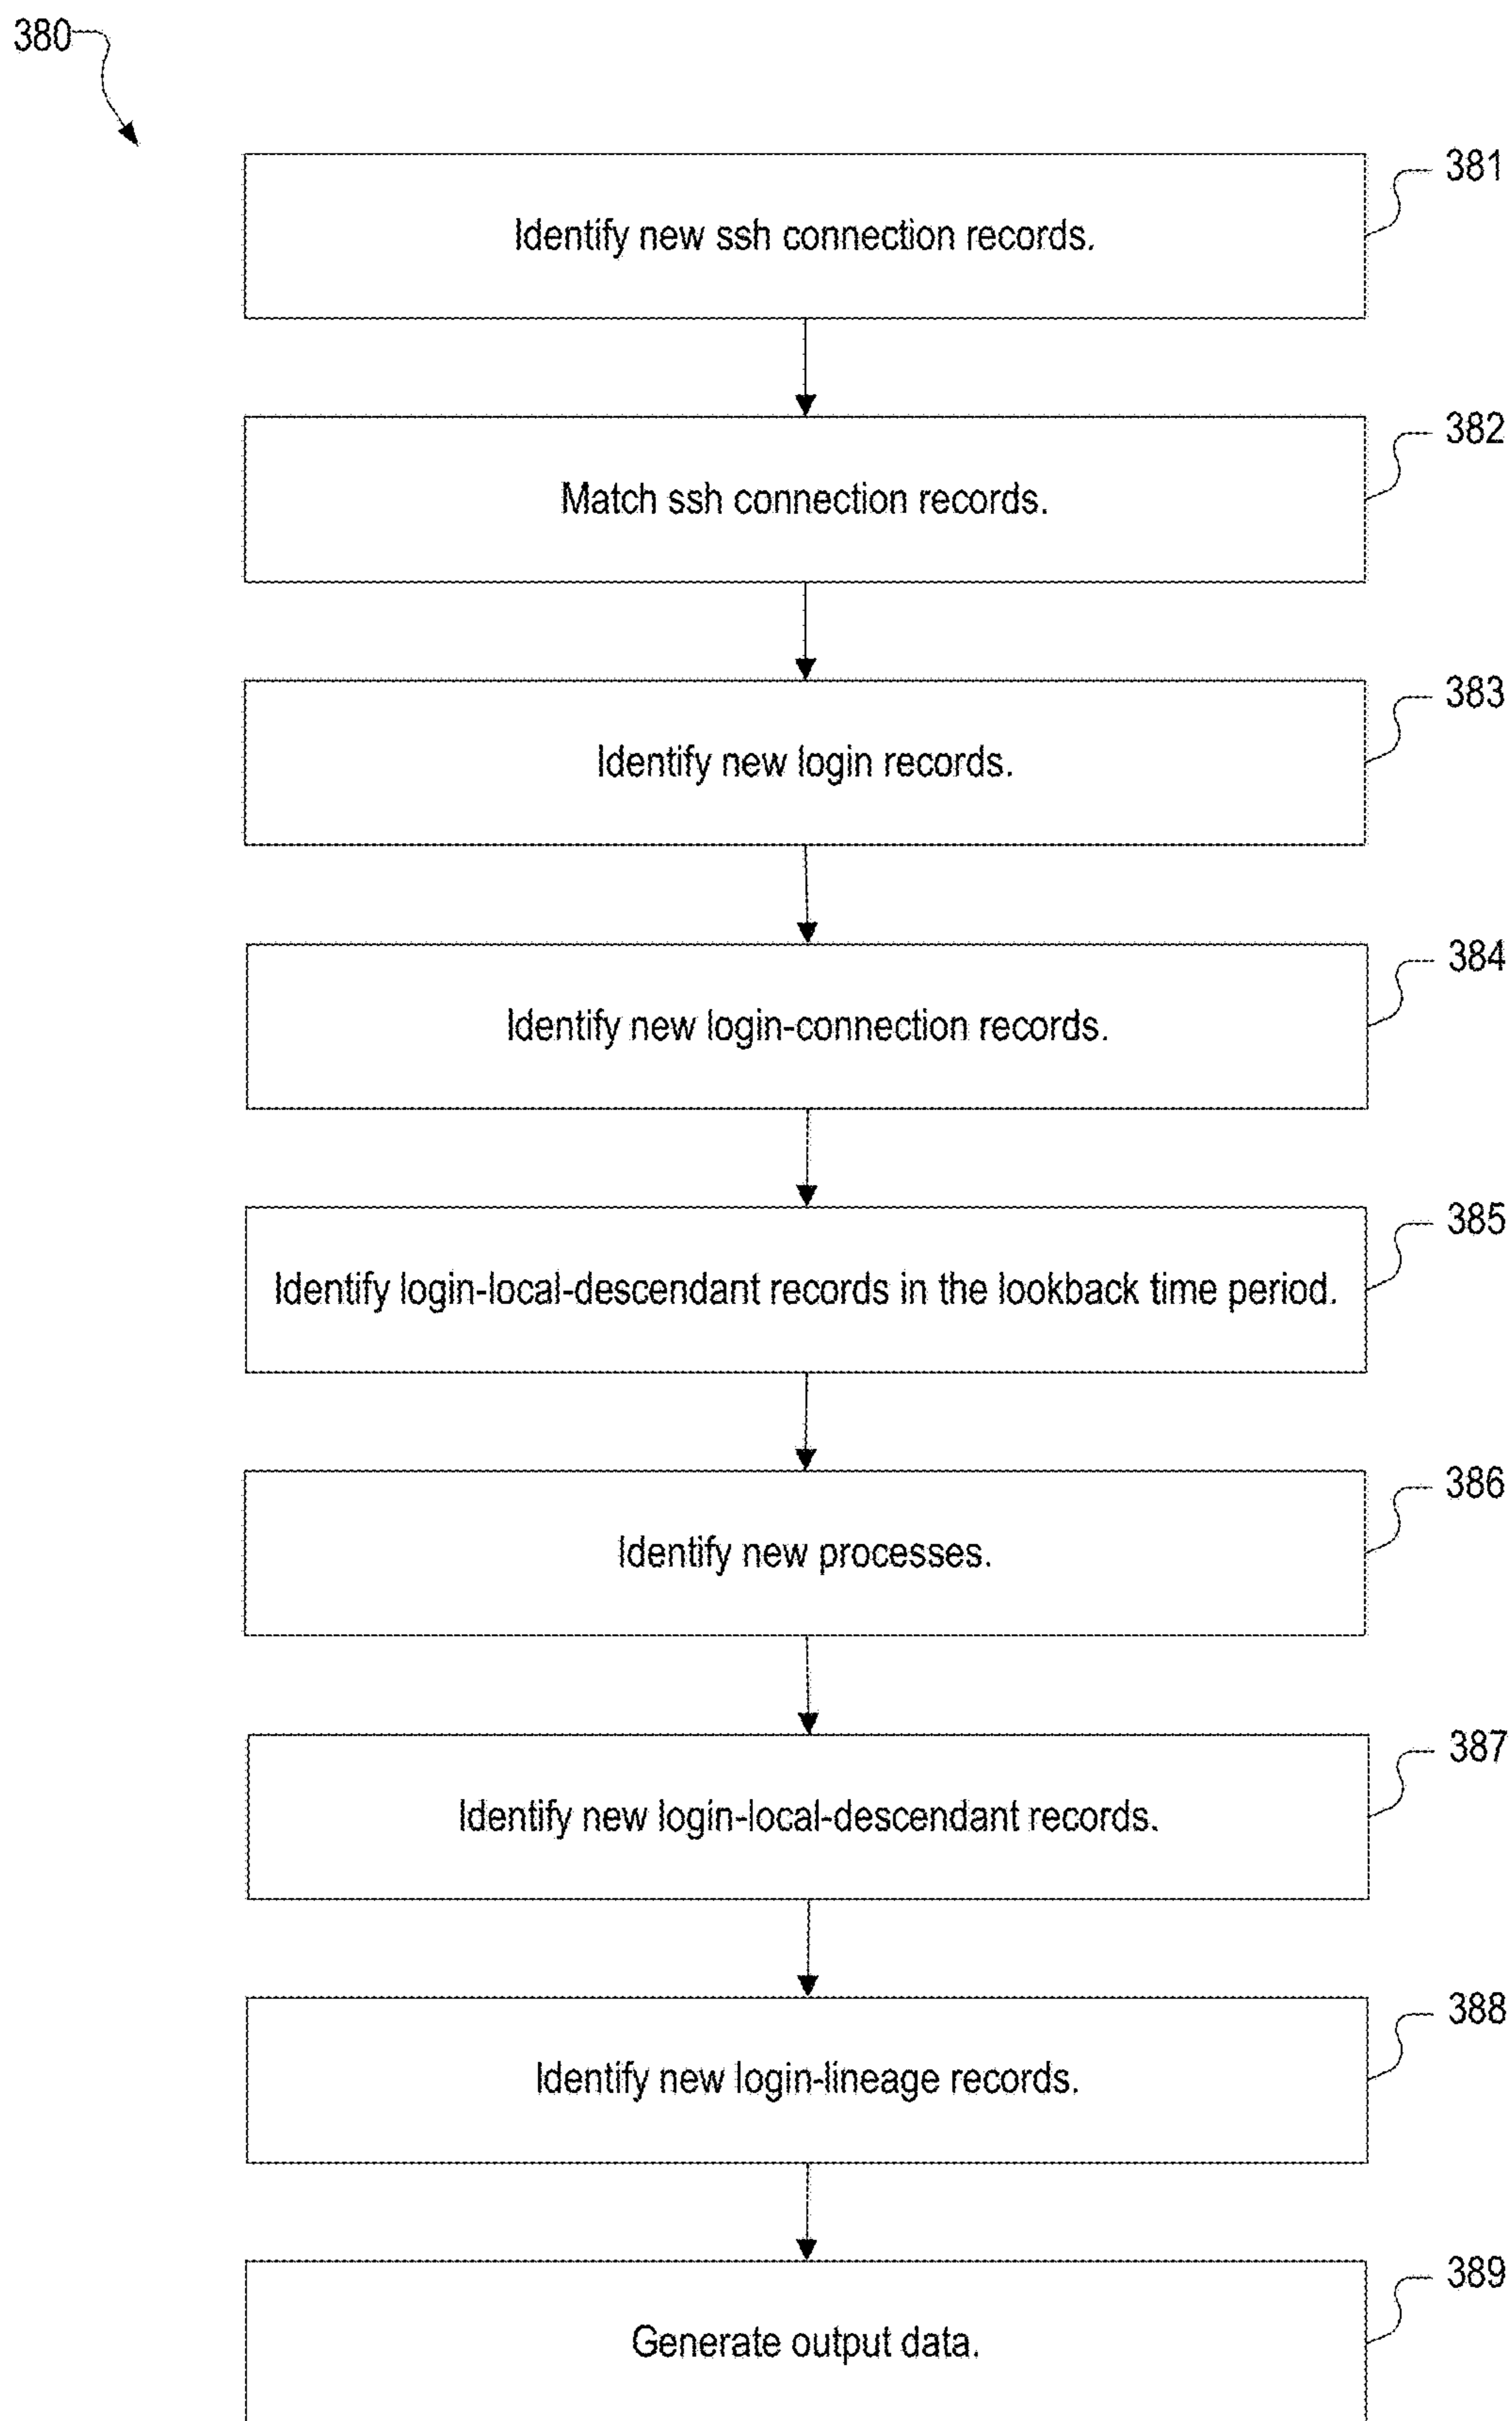 380
381
Identify new ssh connection records.
382
Match ssh connection records.
383
Identify new login records.
384
Identify new login-connection records.
385
Identify login-local-descendant records in the lookback time period.
386
Identify new processes.
387
Identify new login-local-descendant records.
388
Identify new login-lineage records.
389
Generate output data.